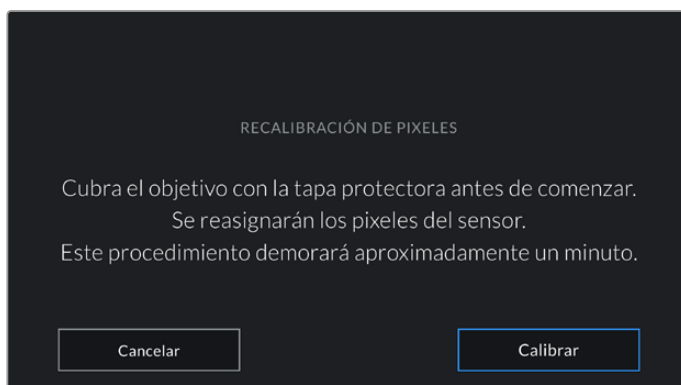 RECALIBRACIÓN DE PIXELES
Cubra el objetivo con la tapa protectora antes de comenzar.
Se reasignarán los pixeles del sensor.
Este procedimiento demorará aproximadamente un minuto.
Cancelar
Calibrar